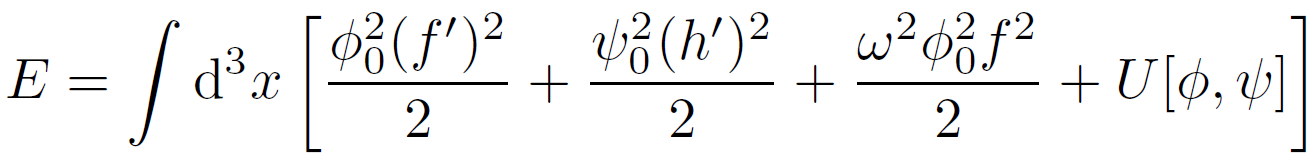 E = ∫ d³x [ ϕ₀²(f′)²/2 + ψ₀²(h′)²/2 + ω²ϕ₀²f²/2 + U[ϕ, ψ] ]